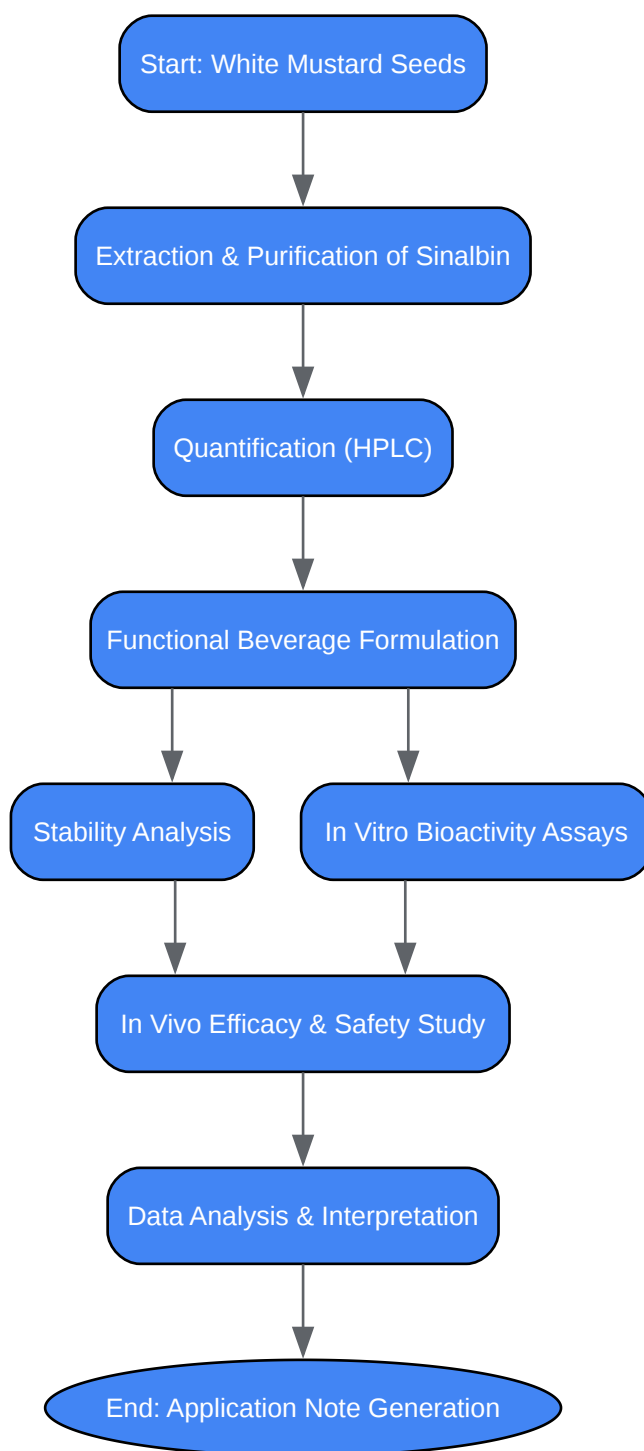 Start: White Mustard Seeds
Extraction & Purification of Sinalbin
Quantification (HPLC)
Functional Beverage Formulation
Stability Analysis
In Vitro Bioactivity Assays
In Vivo Efficacy & Safety Study
Data Analysis & Interpretation
End: Application Note Generation